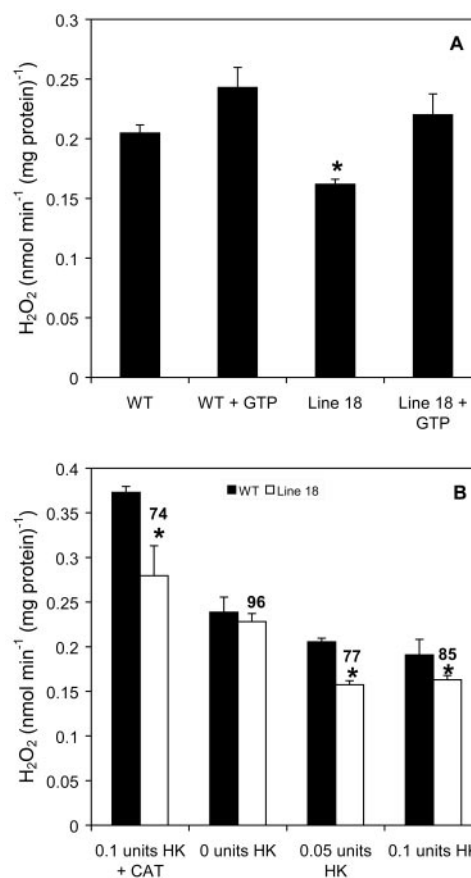 A
0.3
0.25
0.2
0.15
0.1
0.05
0
H₂O₂ (nmol min⁻¹ (mg protein)⁻¹)
*
WT
WT + GTP
Line 18
Line 18 +
GTP
B
WT Line 18
0.4
0.35
0.3
0.25
0.2
0.15
0.1
0.05
0
H₂O₂ (nmol min⁻¹ (mg protein)⁻¹)
74
*
96
77
*
85
*
0.1 units HK
+ CAT
0 units HK
0.05 units
HK
0.1 units HK